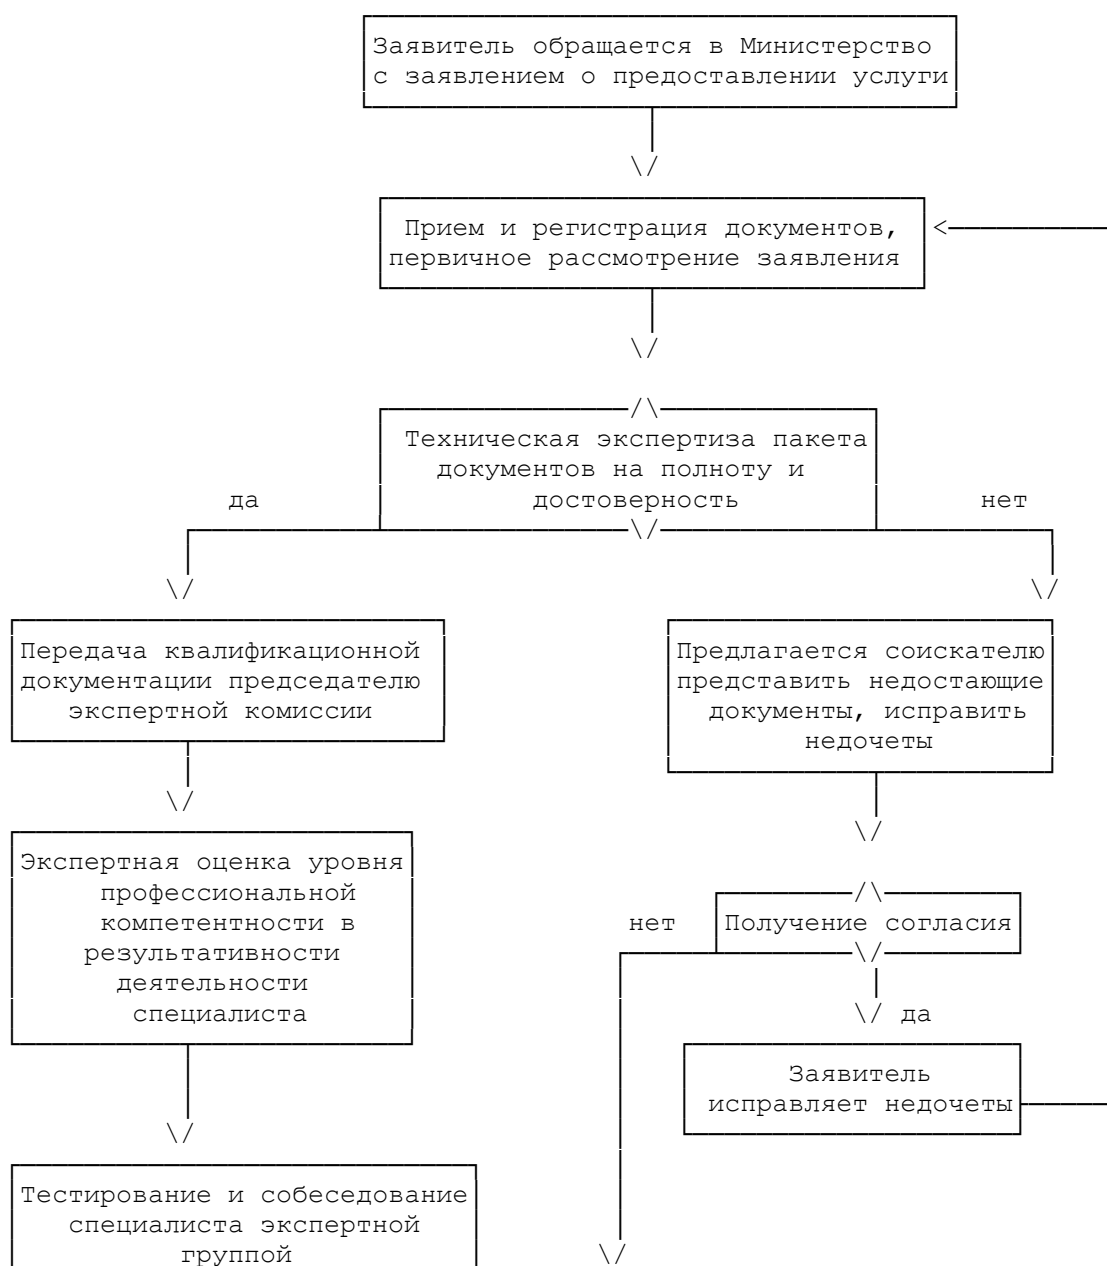 Заявитель обращается в Министерство
с заявлением о предоставлении услуги
Прием и регистрация документов,
первичное рассмотрение заявления
Техническая экспертиза пакета
документов на полноту и
достоверность
да
нет
Передача квалификационной
документации председателю
экспертной комиссии
Предлагается соискателю
представить недостающие
документы, исправить
недочеты
Экспертная оценка уровня
профессиональной
компетентности в
результативности
деятельности
специалиста
нет
Получение согласия
да
Заявитель
исправляет недочеты
Тестирование и собеседование
специалиста экспертной
группой